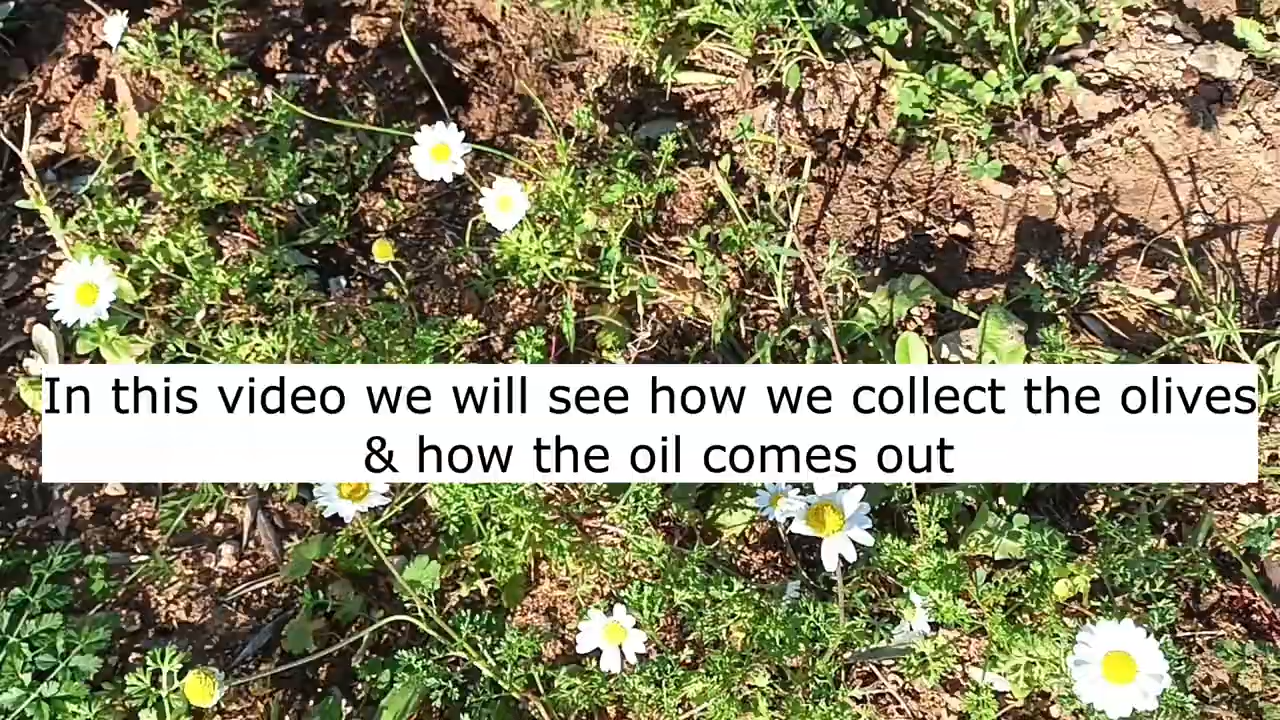 In this video we will see how we collect the olives
& how the oil comes out